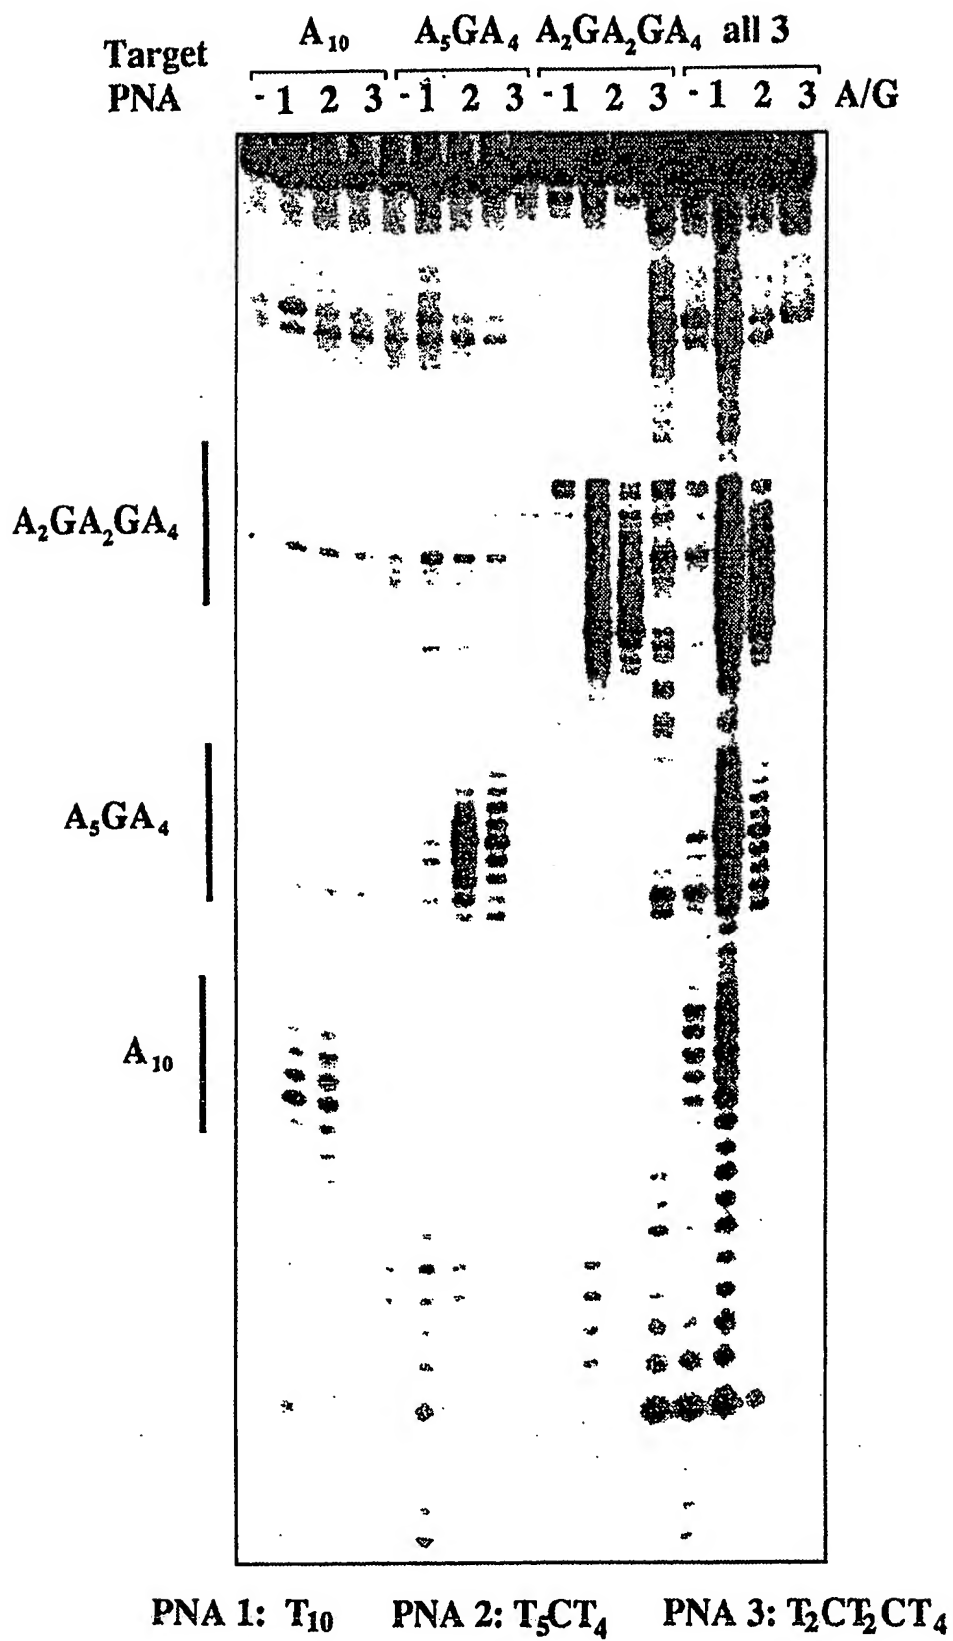 Target A₁₀ A₅GA₄ A₂GA₂GA₄ all 3
PNA - 1 2 3 - 1 2 3 - 1 2 3 - 1 2 3 A/G
A₂GA₂GA₄
A₅GA₄
A₁₀
PNA 1: T₁₀ PNA 2: T₅CT₄ PNA 3: T₂CT₂CT₄